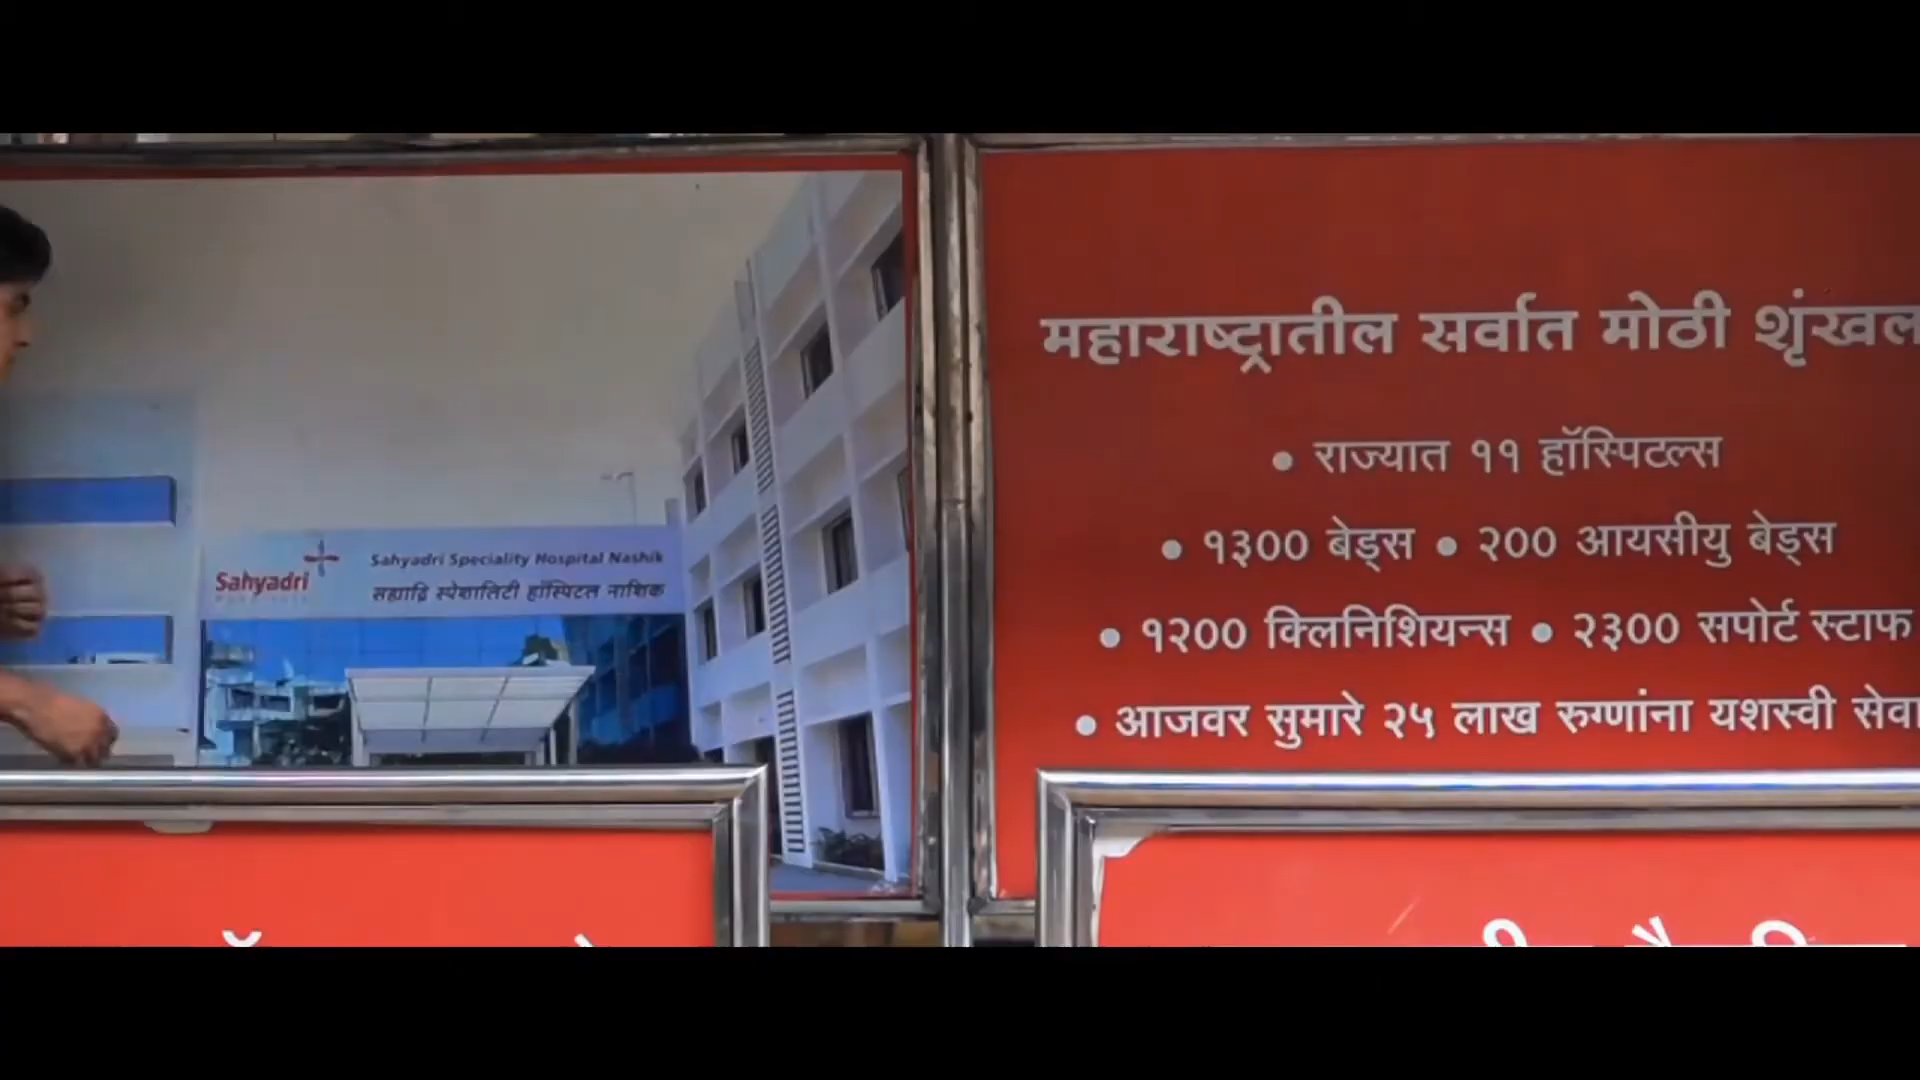 Sahyadri
Sahyadri Speciality Hospital Nashik
सह्याद्रि स्पेशालिटी हॉस्पिटल नाशिक
महाराष्ट्रातील सर्वात मोठी
• राज्यात ११ हॉस्पिटल्स
• १३०० बेड्स • २०० आयसीयु बेड्स
• १२०० क्लिनिशियन्स • २३०० सपोर्ट स्टाफ
• आजवर सुमारे २५ लाख रुग्णांना यशस्वी सेवा